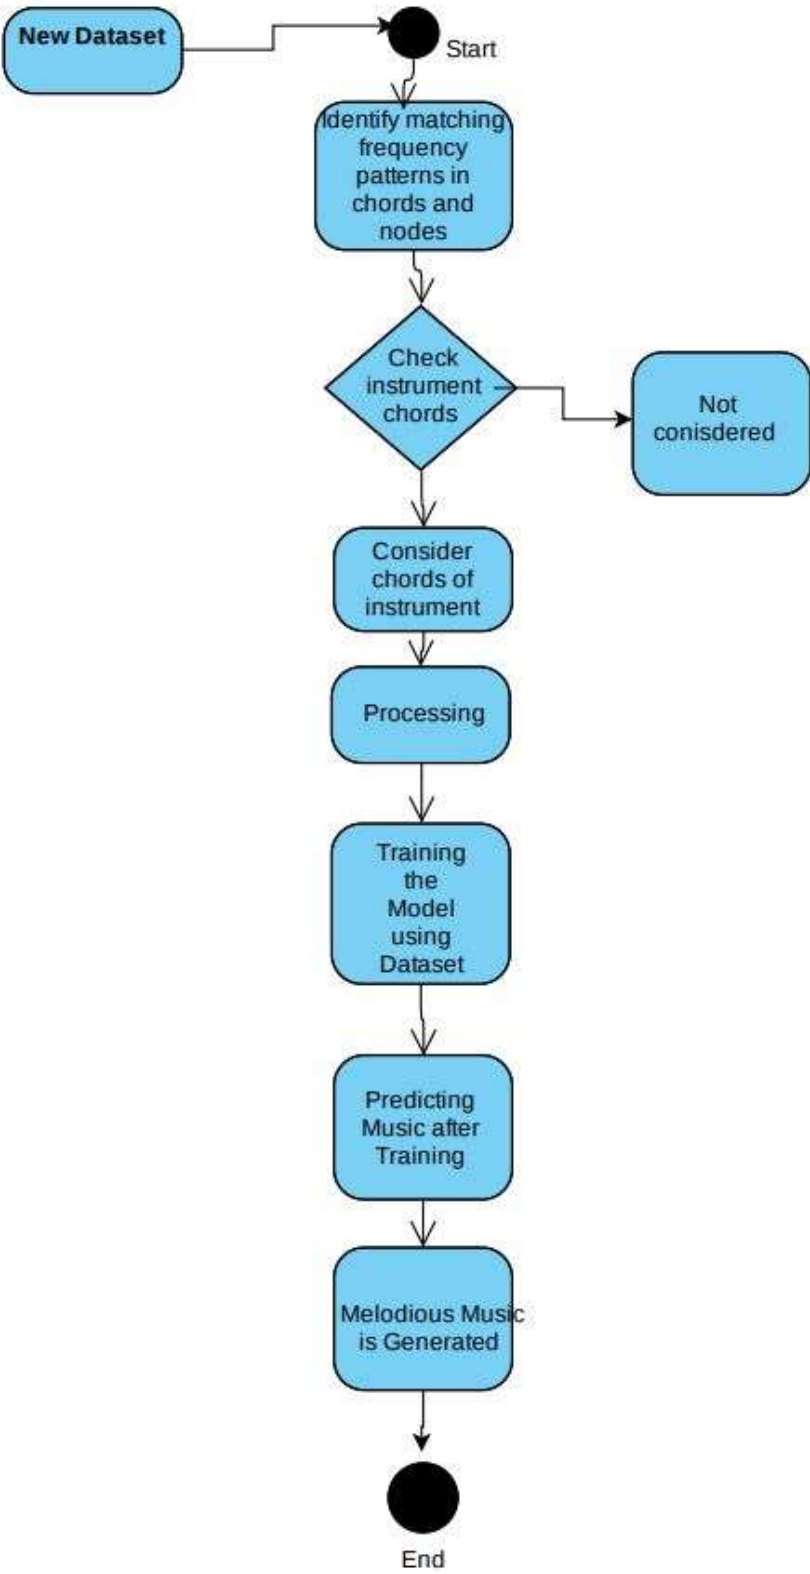 New Dataset
Start
Identify matching
frequency
patterns in
chords and
nodes
Check
instrument
chords
Not
conisdered
Consider
chords of
instrument
Processing
Training
the
Model
using
Dataset
Predicting
Music after
Training
Melodious Music
is Generated
End